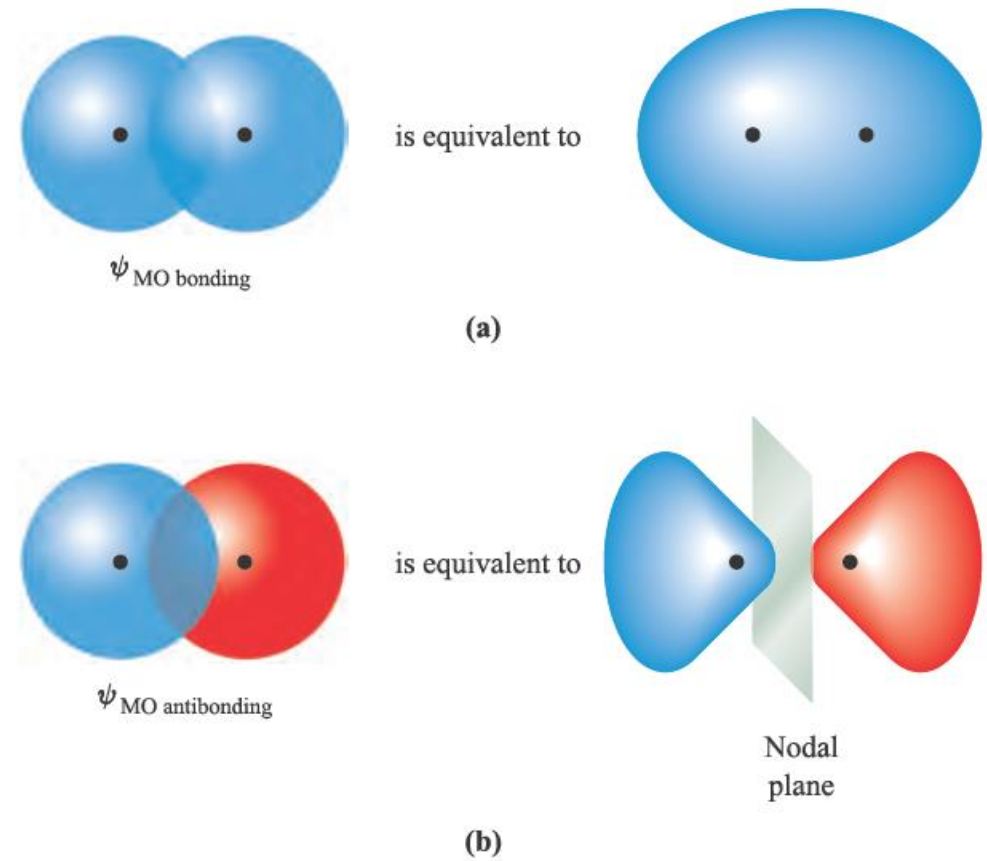 is equivalent to
ψ MO bonding
(a)
is equivalent to
ψ MO antibonding
Nodal
plane
(b)